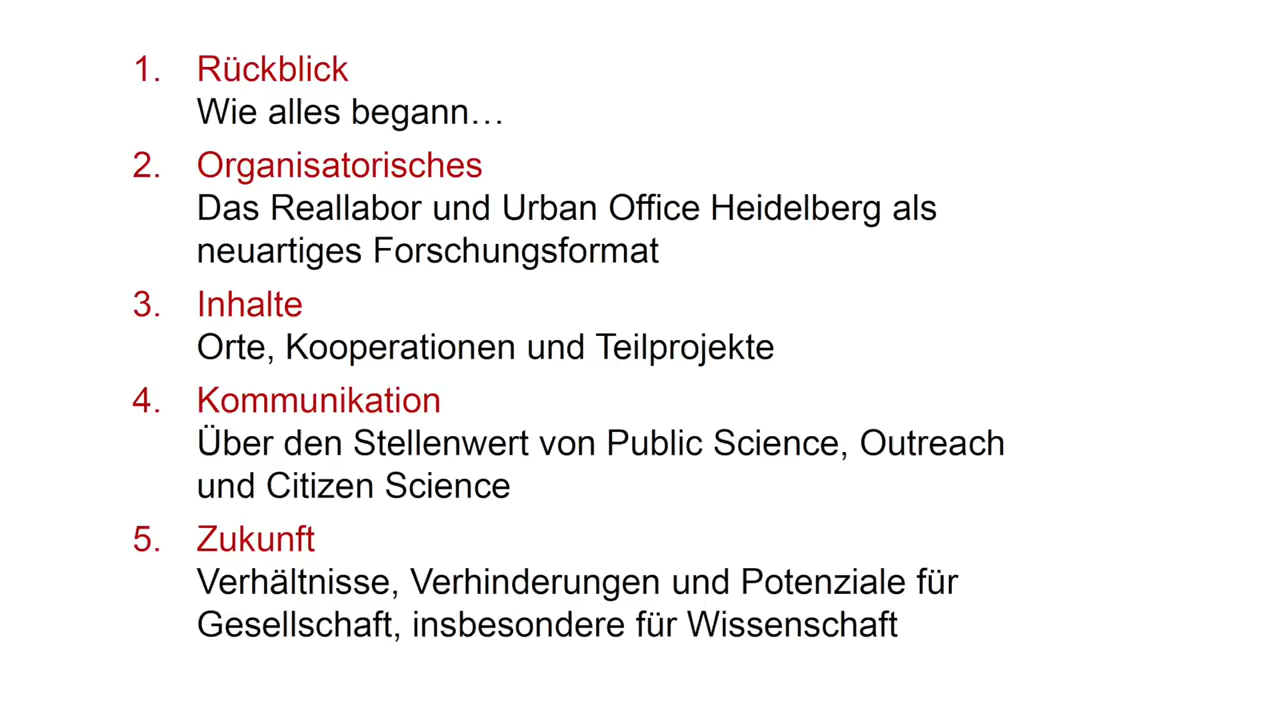 1. Rückblick
Wie alles begann…
2. Organisatorisches
Das Reallabor und Urban Office Heidelberg als
neuartiges Forschungsformat
3. Inhalte
Orte, Kooperationen und Teilprojekte
4. Kommunikation
Über den Stellenwert von Public Science, Outreach
und Citizen Science
5. Zukunft
Verhältnisse, Verhinderungen und Potenziale für
Gesellschaft, insbesondere für Wissenschaft